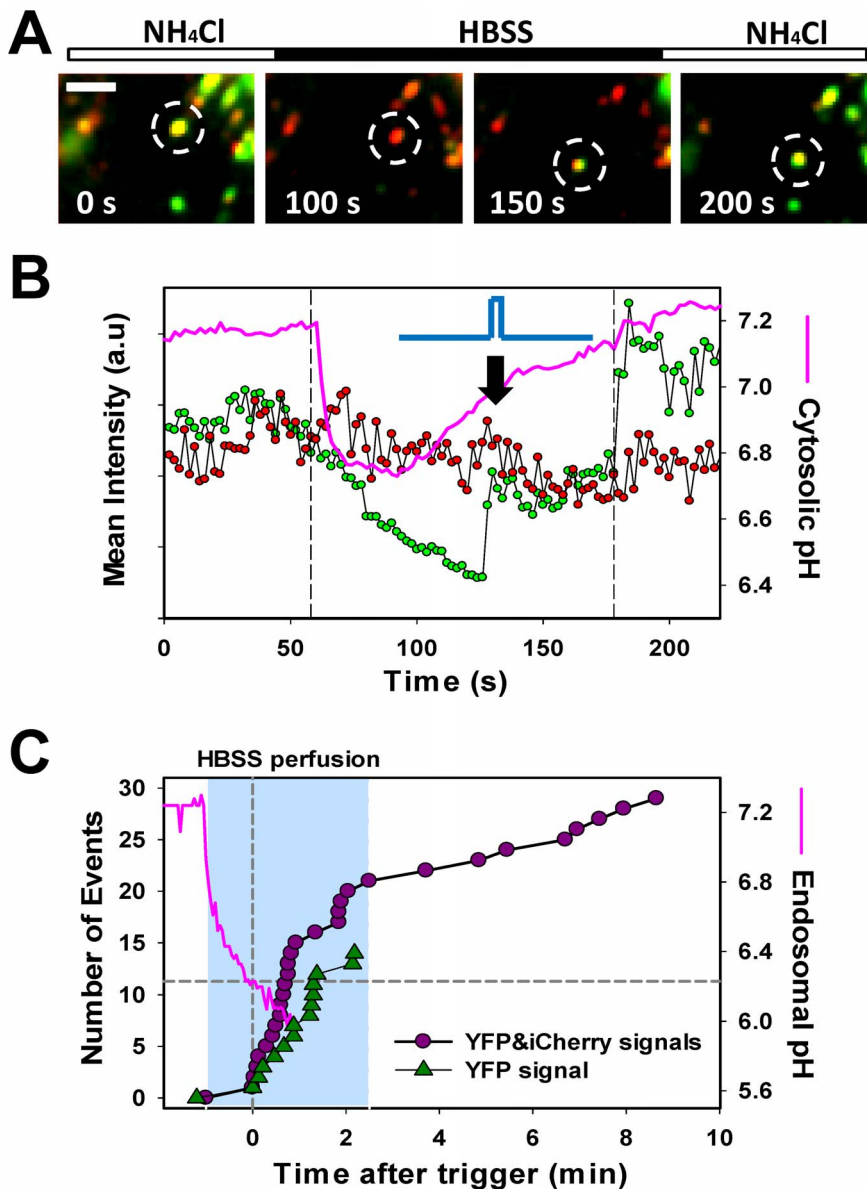 A
NH₄Cl HBSS NH₄Cl
0 s 100 s 150 s 200 s
B
Mean Intensity (a.u)
7.2
7.0
6.8
6.6
6.4
Cytosolic pH
0 50 100 150 200
Time (s)
C
HBSS perfusion
Number of Events
30
25
20
15
10
5
0
7.2
6.8
6.4
6.0
5.6
Endosomal pH
YFP&iCherry signals
YFP signal
0 2 4 6 8 10
Time after trigger (min)